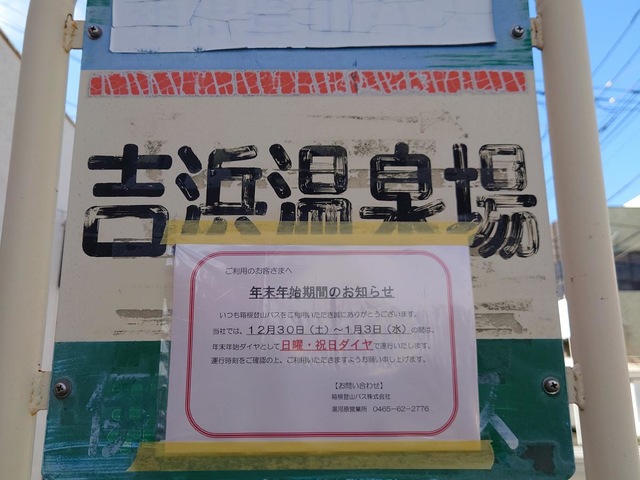 吉浜温泉場
ご利用のお客さまへ
年末年始期間のお知らせ
いつも箱根登山バスをご利用いただき誠にありがとうございます。
当社では、12月30日（土）～1月3日（水）の間は、
年末年始ダイヤとして日曜・祝日ダイヤで運行いたします。
運行時刻をご確認の上、ご利用いただきますようお願い申し上げます。
【お問い合わせ】
箱根登山バス株式会社
湯河原営業所 0465-62-2776